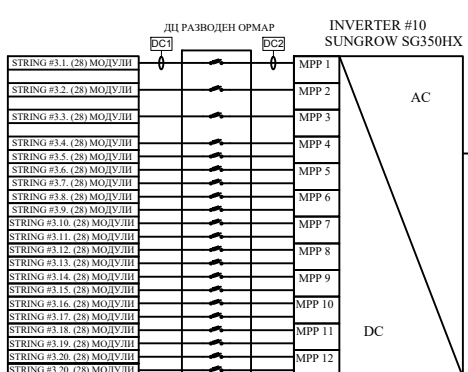 ДЦ РАЗВОДЕН ОРМАР
INVERTER #10
SUNGROW SG350HX
DC1
DC2
STRING #3.1. (28) МОДУЛИ
MPP 1
STRING #3.2. (28) МОДУЛИ
MPP 2
AC
STRING #3.3. (28) МОДУЛИ
MPP 3
STRING #3.4. (28) МОДУЛИ
MPP 4
STRING #3.5. (28) МОДУЛИ
STRING #3.6. (28) МОДУЛИ
MPP 5
STRING #3.7. (28) МОДУЛИ
STRING #3.8. (28) МОДУЛИ
MPP 6
STRING #3.9. (28) МОДУЛИ
STRING #3.10. (28) МОДУЛИ
MPP 7
STRING #3.11. (28) МОДУЛИ
STRING #3.12. (28) МОДУЛИ
MPP 8
STRING #3.13. (28) МОДУЛИ
STRING #3.14. (28) МОДУЛИ
MPP 9
STRING #3.15. (28) МОДУЛИ
STRING #3.16. (28) МОДУЛИ
MPP 10
STRING #3.17. (28) МОДУЛИ
STRING #3.18. (28) МОДУЛИ
MPP 11
DC
STRING #3.19. (28) МОДУЛИ
STRING #3.20. (28) МОДУЛИ
MPP 12
STRING #3.20. (28) МОДУЛИ